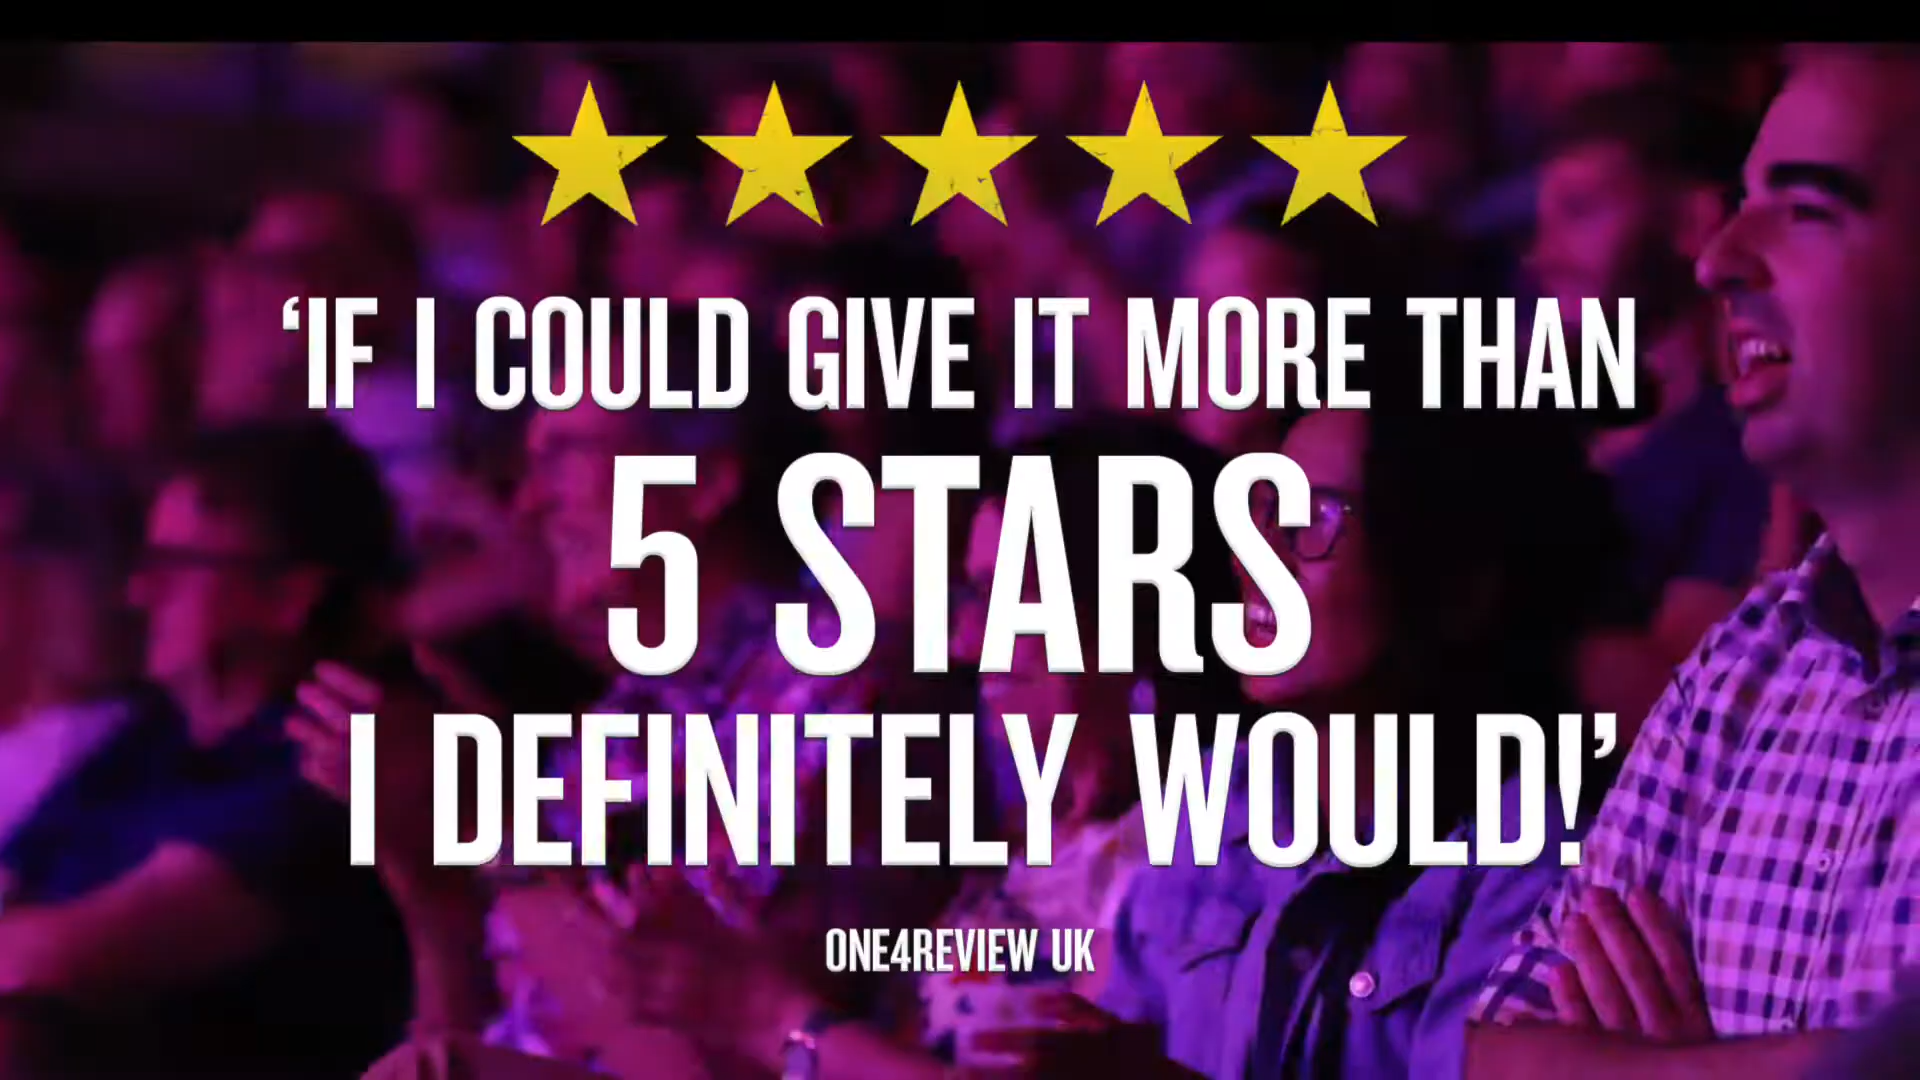 ‘IF I COULD GIVE IT MORE THAN
5 STARS
I DEFINITELY WOULD!’
ONE4REVIEW UK